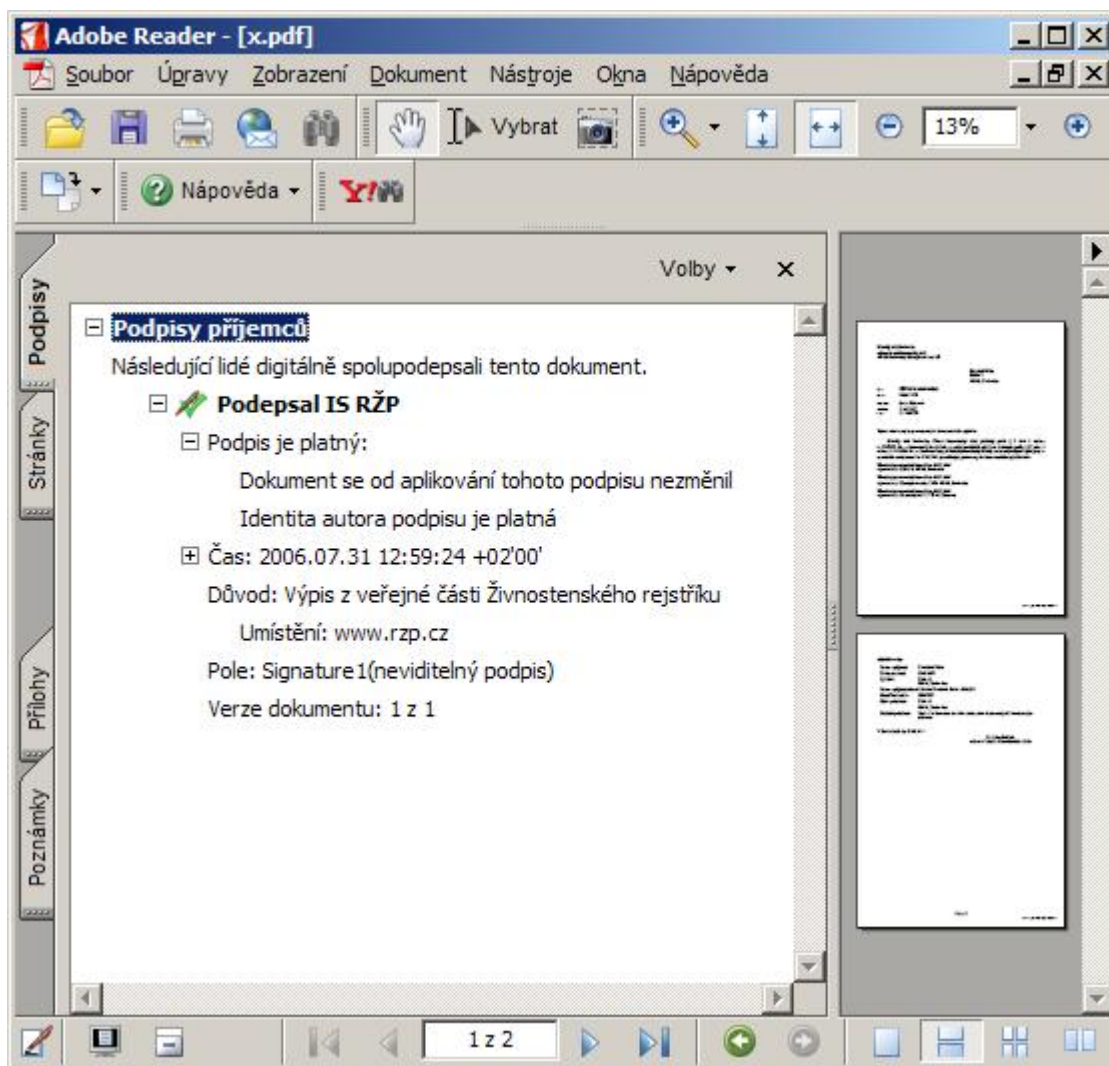 Adobe Reader - [x.pdf]
Soubor Úpravy Zobrazení Dokument Nástroje Okna Nápověda
Vybrat 13%
Nápověda Y!
Volby
Podpisy
Stránky
Přílohy
Poznámky
Podpisy příjemců
Následující lidé digitálně spolupodepsali tento dokument.
Podepsal IS RŽP
Podpis je platný:
Dokument se od aplikování tohoto podpisu nezměnil
Identita autora podpisu je platná
Čas: 2006.07.31 12:59:24 +02'00'
Důvod: Výpis z veřejné části Živnostenského rejstříku
Umístění: www.rzp.cz
Pole: Signature1(neviditelný podpis)
Verze dokumentu: 1 z 1
1 z 2